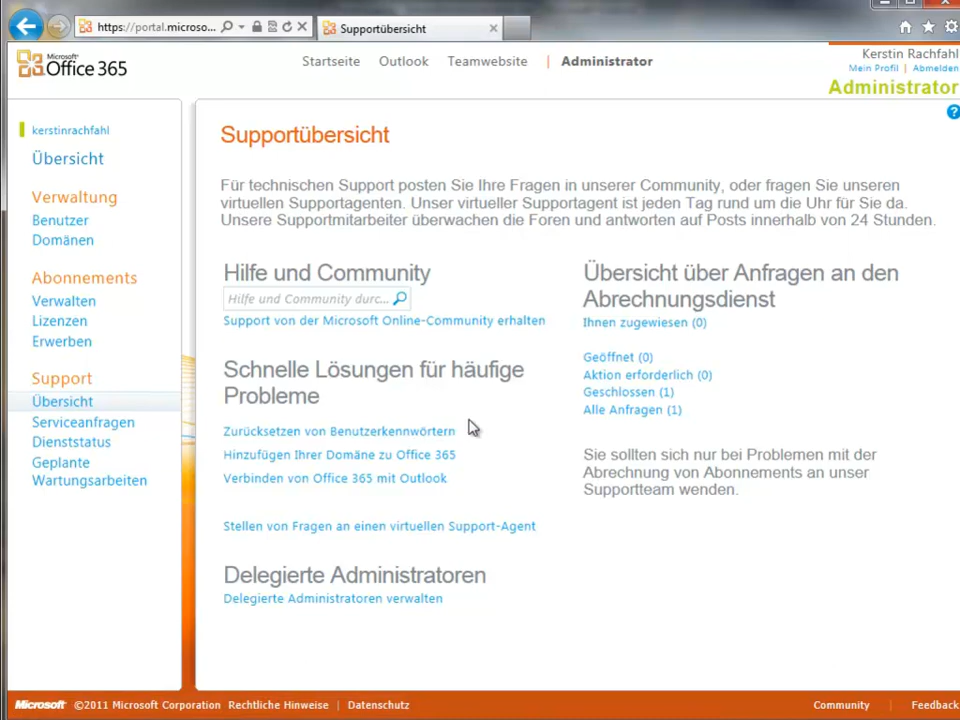 https://portal.microso...
Supportübersicht
Microsoft
Office 365
Startseite Outlook Teamwebsite | Administrator
Kerstin Rachfahl
Mein Profil | Abmelden
Administrator
kerstinrachfahl
Übersicht
Verwaltung
Benutzer
Domänen
Abonnements
Verwalten
Lizenzen
Erwerben
Support
Übersicht
Serviceanfragen
Dienststatus
Geplante
Wartungsarbeiten
Supportübersicht
Für technischen Support posten Sie Ihre Fragen in unserer Community, oder fragen Sie unseren
virtuellen Supportagenten. Unser virtueller Supportagent ist jeden Tag rund um die Uhr für Sie da.
Unsere Supportmitarbeiter überwachen die Foren und antworten auf Posts innerhalb von 24 Stunden.
Hilfe und Community
Hilfe und Community durc...
Support von der Microsoft Online-Community erhalten
Schnelle Lösungen für häufige
Probleme
Zurücksetzen von Benutzerkennwörtern
Hinzufügen Ihrer Domäne zu Office 365
Verbinden von Office 365 mit Outlook
Stellen von Fragen an einen virtuellen Support-Agent
Delegierte Administratoren
Delegierte Administratoren verwalten
Übersicht über Anfragen an den
Abrechnungsdienst
Ihnen zugewiesen (0)
Geöffnet (0)
Aktion erforderlich (0)
Geschlossen (1)
Alle Anfragen (1)
Sie sollten sich nur bei Problemen mit der
Abrechnung von Abonnements an unser
Supportteam wenden.
Microsoft ©2011 Microsoft Corporation Rechtliche Hinweise | Datenschutz
Community | Feedback